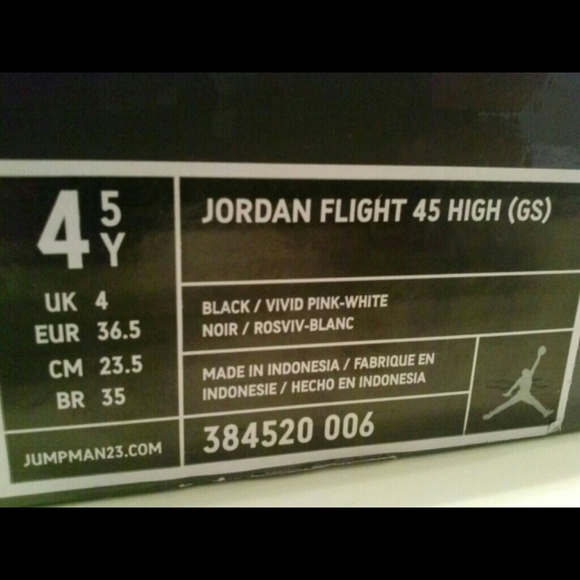 4 5Y
UK 4
EUR 36.5
CM 23.5
BR 35
JUMPMAN23.COM
JORDAN FLIGHT 45 HIGH (GS)
BLACK / VIVID PINK-WHITE
NOIR / ROSVIV-BLANC
MADE IN INDONESIA / FABRIQUE EN
INDONESIE / HECHO EN INDONESIA
384520 006